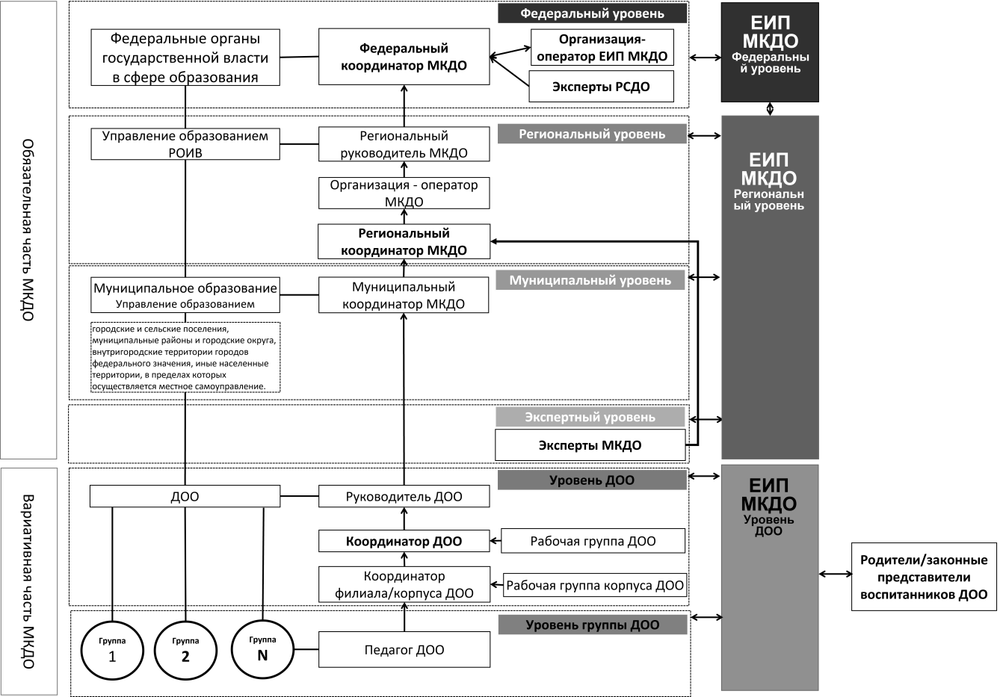 Обязательная часть МКДО
Федеральный уровень
Федеральные органы
государственной власти
в сфере образования
Федеральный
координатор МКДО
Организация-
оператор ЕИП МКДО
Эксперты РСДО
ЕИП
МКДО
Федеральны
й уровень
Региональный уровень
Управление образованием
РОИВ
Региональный
руководитель МКДО
Организация - оператор
МКДО
Региональный
координатор МКДО
ЕИП
МКДО
Региональн
ый уровень
Муниципальный уровень
Муниципальное образование
Управление образованием
Муниципальный
координатор МКДО
городские и сельские поселения,
муниципальные районы и городские округа,
внутригородские территории городов
федерального значения, иные населенные
территории, в пределах которых
осуществляется местное самоуправление.
Экспертный уровень
Эксперты МКДО
Вариативная часть МКДО
Уровень ДОО
ДОО
Руководитель ДОО
Координатор ДОО
Рабочая группа ДОО
Координатор
филиала/корпуса ДОО
Рабочая группа корпуса ДОО
ЕИП
МКДО
Уровень
ДОО
Родители/законные
представители
воспитанников ДОО
Уровень группы ДОО
Группа
1
Группа
2
Группа
N
Педагог ДОО